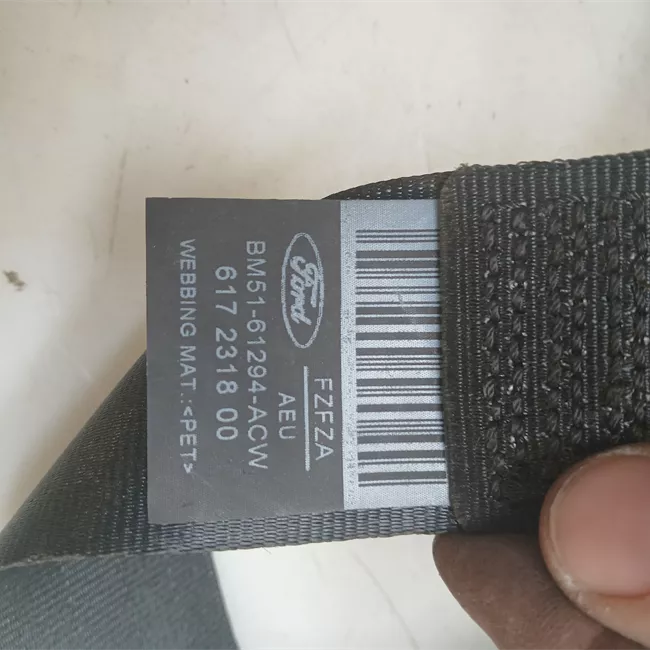 FZFZA
AEU
Ford
BM51-61294-ACW
617 2318 00
WEBBING MAT.:<PET>